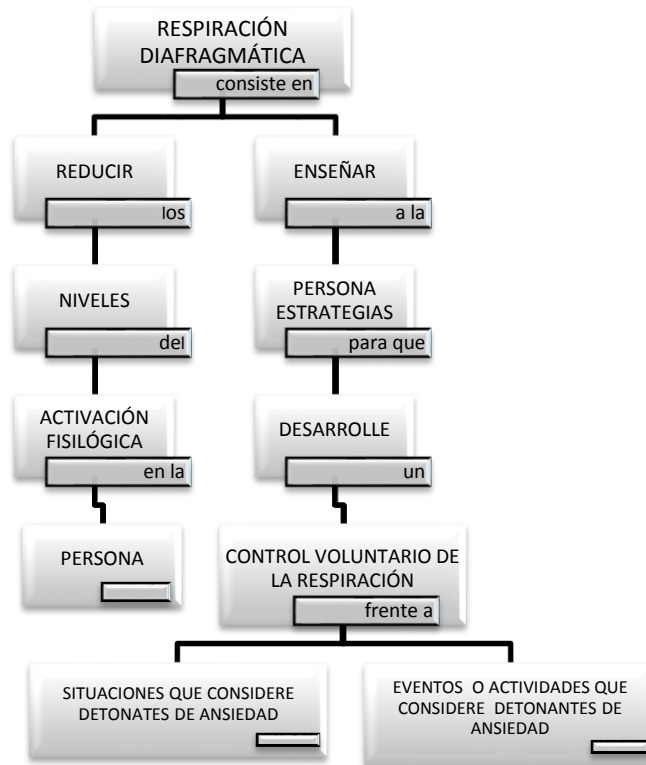 RESPIRACIÓN
DIAFRAGMÁTICA
consiste en
REDUCIR
los
NIVELES
del
ACTIVACIÓN
FISILÓGICA
en la
PERSONA
ENSEÑAR
a la
PERSONA
ESTRATEGIAS
para que
DESARROLLE
un
CONTROL VOLUNTARIO DE
LA RESPIRACIÓN
frente a
SITUACIONES QUE CONSIDERE
DETONATES DE ANSIEDAD
EVENTOS O ACTIVIDADES QUE
CONSIDERE DETONANTES DE
ANSIEDAD